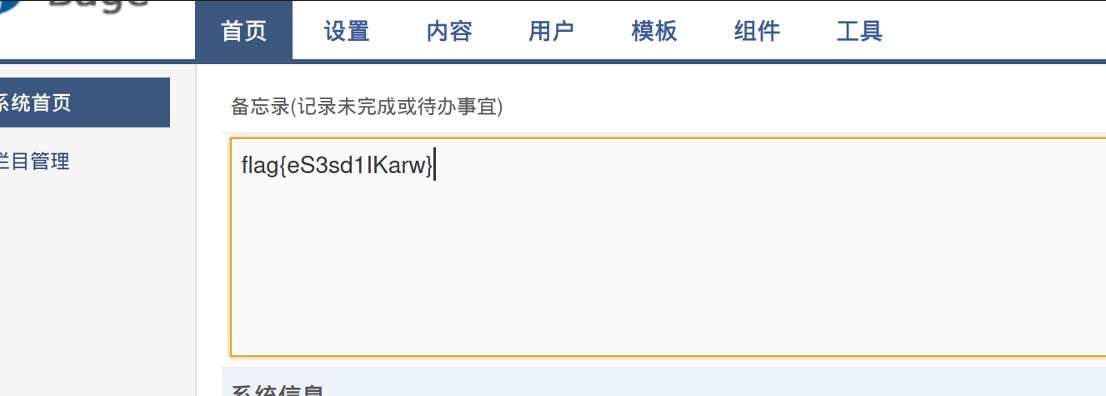 首页 设置 内容 用户 模板 组件 工具
系统首页
栏目管理
备忘录(记录未完成或待办事宜)
flag{eS3sd1IKarw}
系统信息